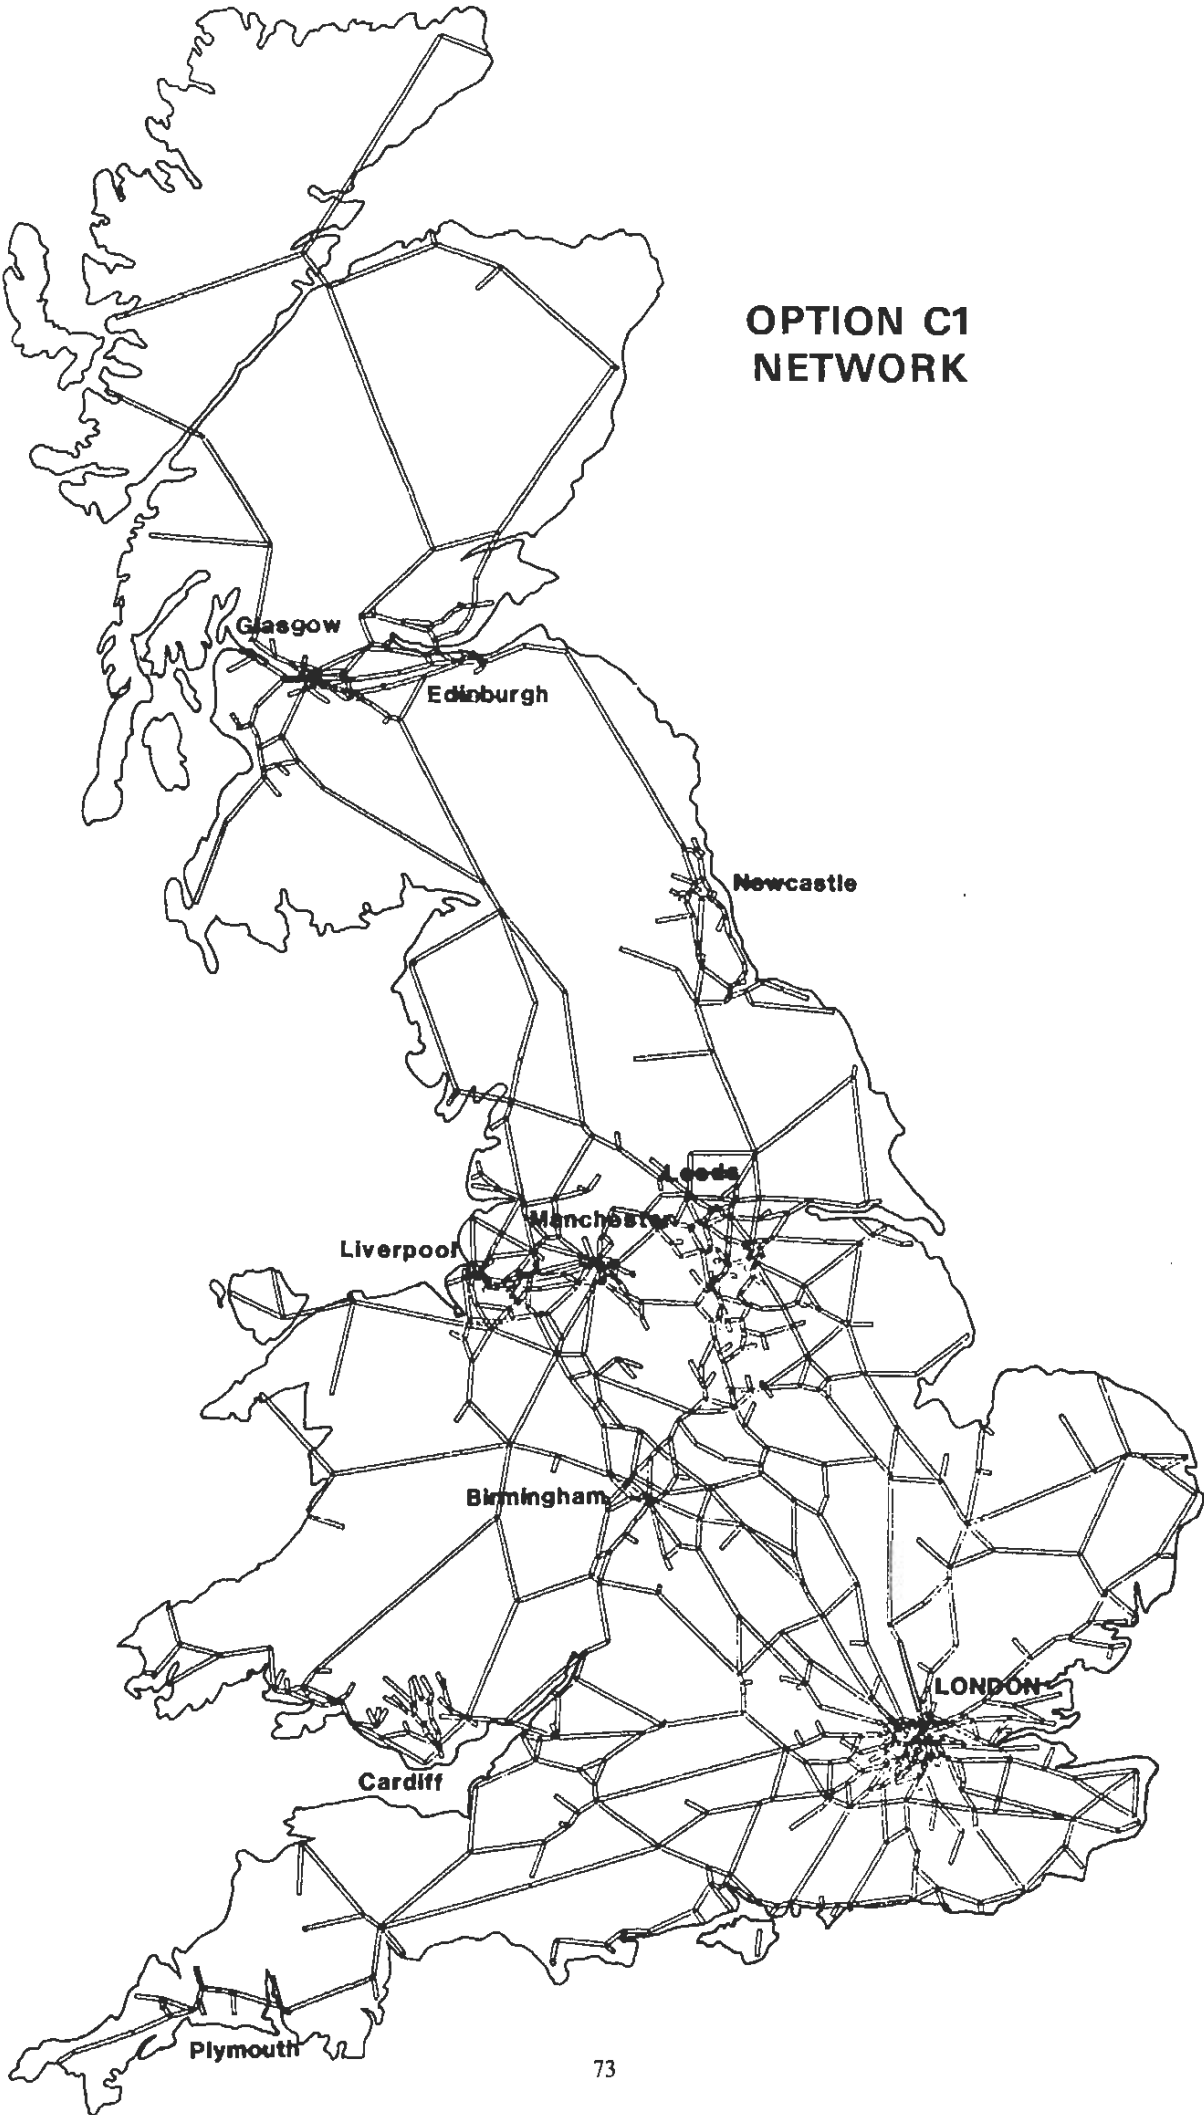 OPTION C1
NETWORK
Glasgow
Edinburgh
Newcastle
Leeds
Manchester
Liverpool
Birmingham
LONDON
Cardiff
Plymouth
73